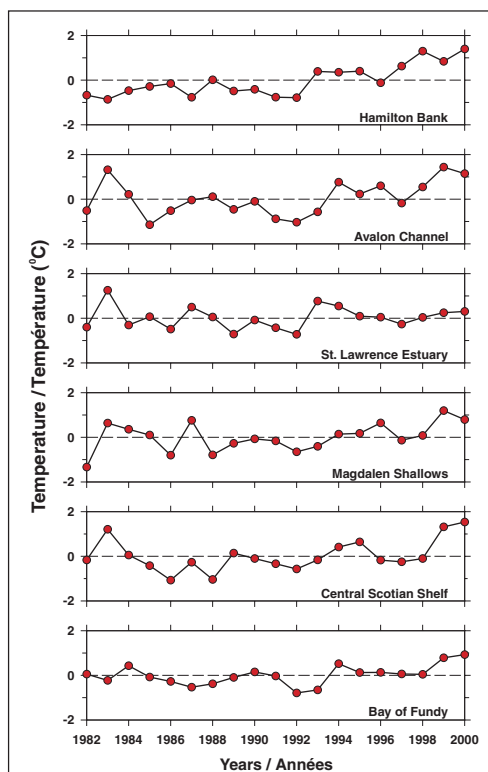 Temperature / Température (⁰C)
2
0
-2
Hamilton Bank
2
0
-2
Avalon Channel
2
0
-2
St. Lawrence Estuary
2
0
-2
Magdalen Shallows
2
0
-2
Central Scotian Shelf
2
0
-2
Bay of Fundy
1982 1984 1986 1988 1990 1992 1994 1996 1998 2000
Years / Années